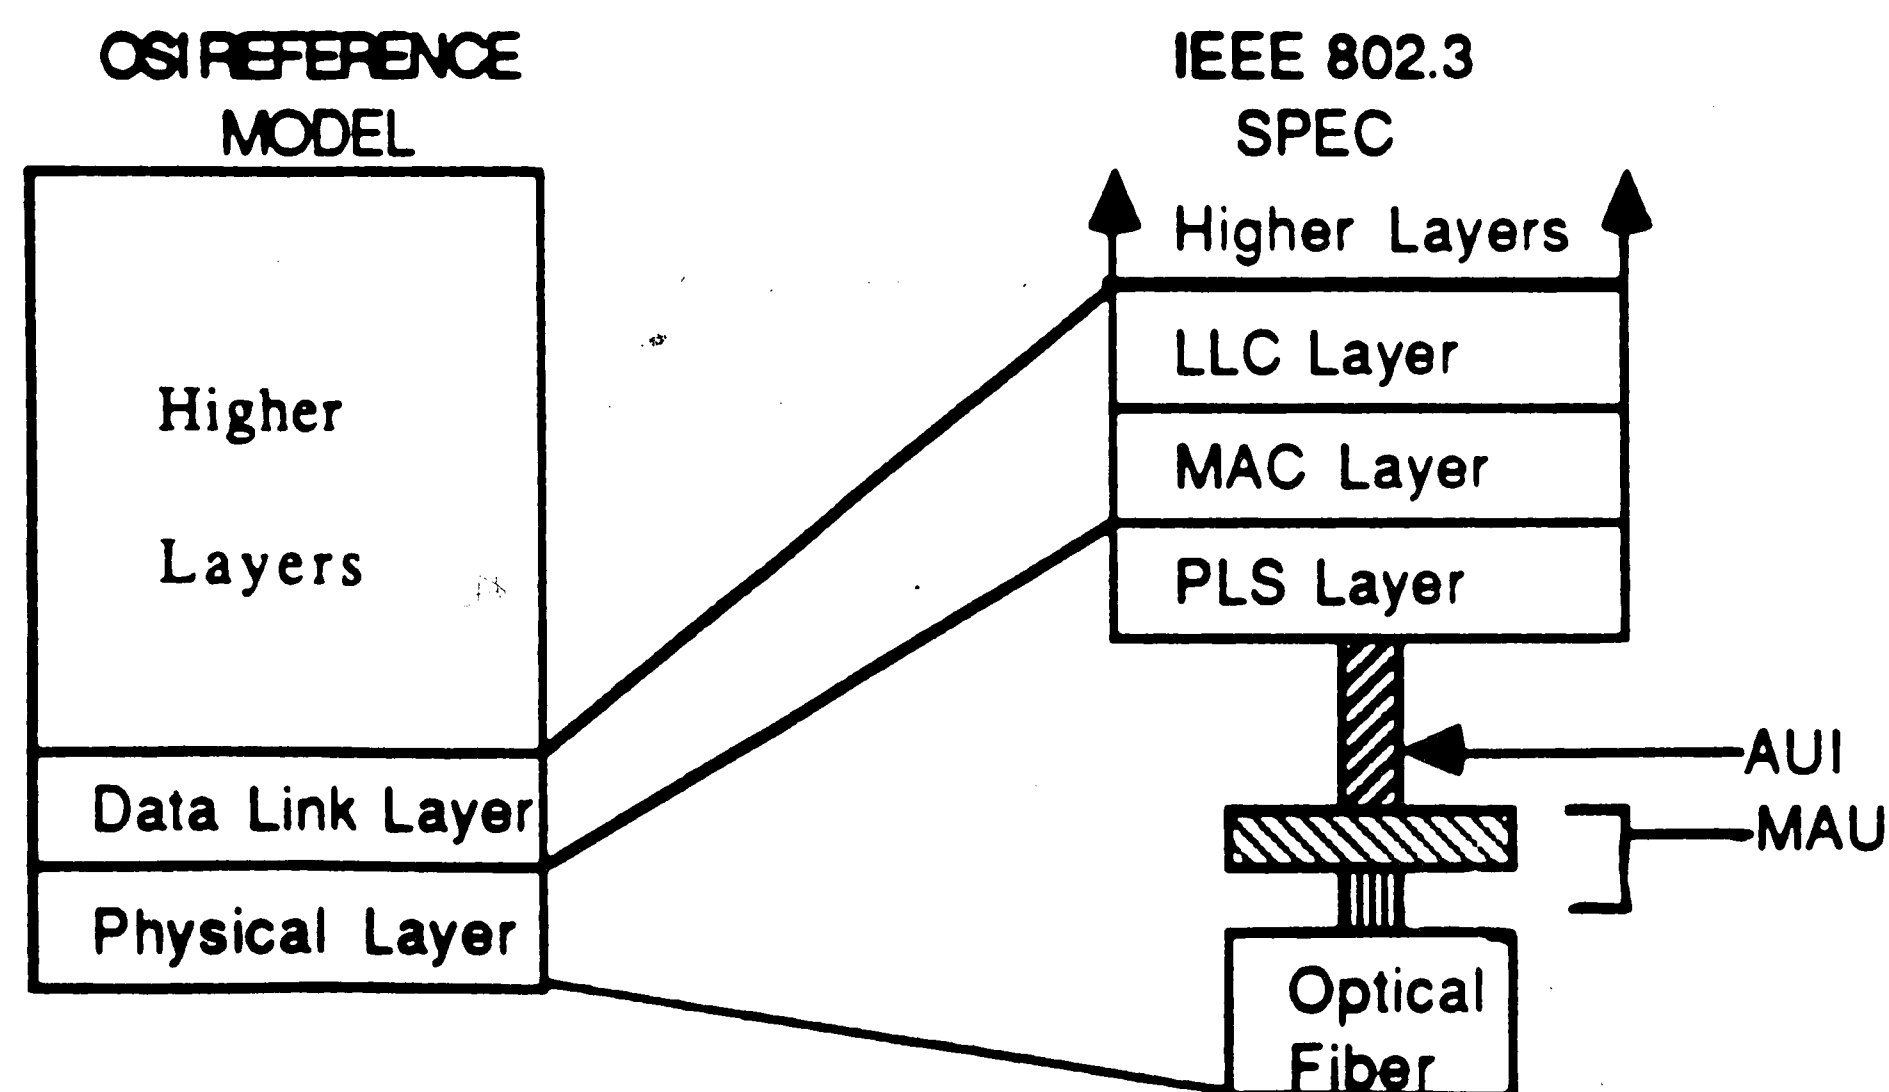 OSI REFERENCE
MODEL
Higher
Layers
Data Link Layer
Physical Layer
IEEE 802.3
SPEC
Higher Layers
LLC Layer
MAC Layer
PLS Layer
AUI
MAU
Optical
Fiber